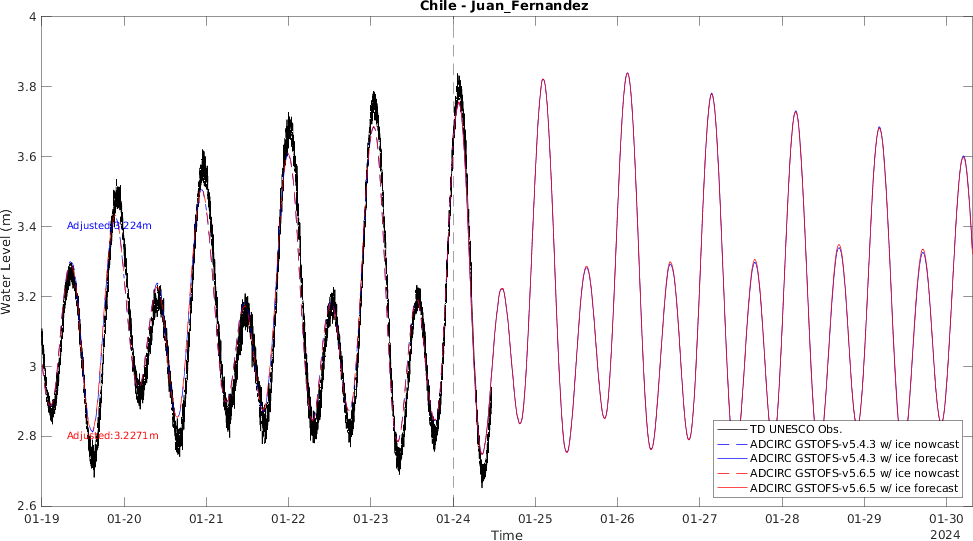 Chile - Juan_Fernandez
Water Level (m)
4
3.8
3.6
3.4
3.2
3
2.8
2.6
Adjusted:3.224m
Adjusted:3.2271m
TD UNESCO Obs.
ADCIRC GSTOFS-v5.4.3 w/ ice nowcast
ADCIRC GSTOFS-v5.4.3 w/ ice forecast
ADCIRC GSTOFS-v5.6.5 w/ ice nowcast
ADCIRC GSTOFS-v5.6.5 w/ ice forecast
01-19 01-20 01-21 01-22 01-23 01-24 01-25 01-26 01-27 01-28 01-29 01-30
Time
2024